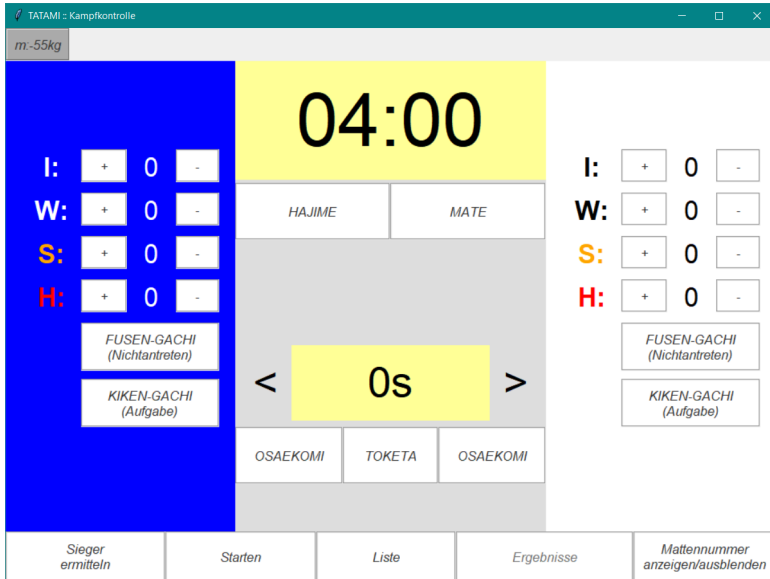 TATAMI :: Kampfkontrolle
m:-55kg
04:00
I: + 0 -
W: + 0 -
S: + 0 -
H: + 0 -
FUSEN-GACHI
(Nichtantreten)
KIKEN-GACHI
(Aufgabe)
HAJIME
MATE
< 0s >
OSAEKOMI
TOKETA
OSAEKOMI
I: + 0 -
W: + 0 -
S: + 0 -
H: + 0 -
FUSEN-GACHI
(Nichtantreten)
KIKEN-GACHI
(Aufgabe)
Sieger
ermitteln
Starten
Liste
Ergebnisse
Mattennummer
anzeigen/ausblenden